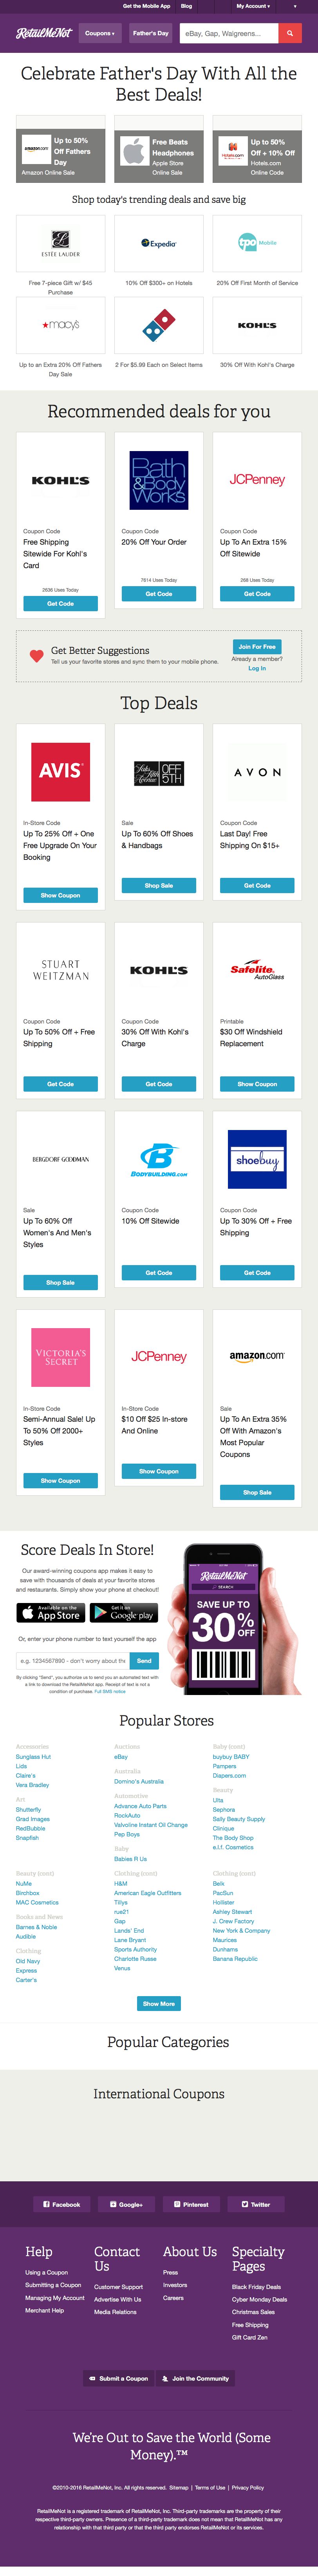 Get the Mobile App Blog My Account ▾ ▾
RetailMeNot Coupons ▾ Father's Day eBay, Gap, Walgreens...
Celebrate Father's Day With All the
Best Deals!
amazon.com
Up to 50%
Off Fathers
Day
Amazon Online Sale
Free Beats
Headphones
Apple Store
Online Sale
Hotels.com
Up to 50%
Off + 10% Off
Hotels.com
Online Code
Shop today's trending deals and save big
ESTĒE LAUDER
Free 7-piece Gift w/ $45
Purchase
Expedia
10% Off $300+ on Hotels
rpo Mobile
20% Off First Month of Service
★macy's
Up to an Extra 20% Off Fathers
Day Sale
2 For $5.99 Each on Select Items
KOHL'S
30% Off With Kohl's Charge
Recommended deals for you
KOHL'S
Coupon Code
Free Shipping
Sitewide For Kohl's
Card
2636 Uses Today
Get Code
Bath
& Body
Works
Coupon Code
20% Off Your Order
7614 Uses Today
Get Code
JCPenney
Coupon Code
Up To An Extra 15%
Off Sitewide
266 Uses Today
Get Code
Get Better Suggestions
Tell us your favorite stores and sync them to your mobile phone.
Join For Free
Already a member?
Log In
Top Deals
AVIS
In-Store Code
Up To 25% Off + One
Free Upgrade On Your
Booking
Show Coupon
Saks Fifth Avenue OFF 5TH
Sale
Up To 60% Off Shoes
& Handbags
Shop Sale
AVON
Coupon Code
Last Day! Free
Shipping On $15+
Get Code
STUART
WEITZMAN
Coupon Code
Up To 50% Off + Free
Shipping
Get Code
KOHL'S
Coupon Code
30% Off With Kohl's
Charge
Get Code
Safelite.
AutoGlass
Printable
$30 Off Windshield
Replacement
Show Coupon
BERGDORF GOODMAN
Sale
Up To 60% Off
Women's And Men's
Styles
Shop Sale
BODYBUILDING.com
Coupon Code
10% Off Sitewide
Get Code
shoebuy
Coupon Code
Up To 30% Off + Free
Shipping
Get Code
VICTORIA'S
SECRET
In-Store Code
Semi-Annual Sale! Up
To 50% Off 2000+
Styles
Show Coupon
JCPenney
In-Store Code
$10 Off $25 In-store
And Online
Show Coupon
amazon.com
Sale
Up To An Extra 35%
Off With Amazon's
Most Popular
Coupons
Shop Sale
Score Deals In Store!
Our award-winning coupons app makes it easy to
save with thousands of deals at your favorite stores
and restaurants. Simply show your phone at checkout!
Available on the App Store
Get it on Google play
Or, enter your phone number to text yourself the app
e.g. 1234567890 - don't worry about the Send
By clicking "Send", you authorize us to send you an automated text with
a link to download the RetailMeNot app. Receipt of text is not a
condition of purchase. Full SMS notice
RetailMeNot
SEARCH
SAVE UP TO
30% OFF
Popular Stores
Accessories
Sunglass Hut
Lids
Claire's
Vera Bradley
Art
Shutterfly
Grad Images
RedBubble
Snapfish
Auctions
eBay
Australia
Domino's Australia
Automotive
Advance Auto Parts
RockAuto
Valvoline Instant Oil Change
Pep Boys
Baby
Babies R Us
Baby (cont)
buybuy BABY
Pampers
Diapers.com
Beauty
Ulta
Sephora
Sally Beauty Supply
Clinique
The Body Shop
e.l.f. Cosmetics
Beauty (cont)
NuMe
Birchbox
MAC Cosmetics
Books and News
Barnes & Noble
Audible
Clothing
Old Navy
Express
Carter's
Clothing (cont)
H&M
American Eagle Outfitters
Tillys
rue21
Gap
Lands' End
Lane Bryant
Sports Authority
Charlotte Russe
Venus
Clothing (cont)
Belk
PacSun
Hollister
Ashley Stewart
J. Crew Factory
New York & Company
Maurices
Dunhams
Banana Republic
Show More
Popular Categories
International Coupons
Facebook Google+ Pinterest Twitter
Help
Using a Coupon
Submitting a Coupon
Managing My Account
Merchant Help
Contact
Us
Customer Support
Advertise With Us
Media Relations
About Us
Press
Investors
Careers
Specialty
Pages
Black Friday Deals
Cyber Monday Deals
Christmas Sales
Free Shipping
Gift Card Zen
Submit a Coupon Join the Community
We're Out to Save the World (Some
Money).™
©2010-2016 RetailMeNot, Inc. All rights reserved. Sitemap | Terms of Use | Privacy Policy
RetailMeNot is a registered trademark of RetailMeNot, Inc. Third-party trademarks are the property of their
respective third-party owners. Presence of a third-party trademark does not mean that RetailMeNot has any
relationship with that third party or that the third party endorses RetailMeNot or its services.